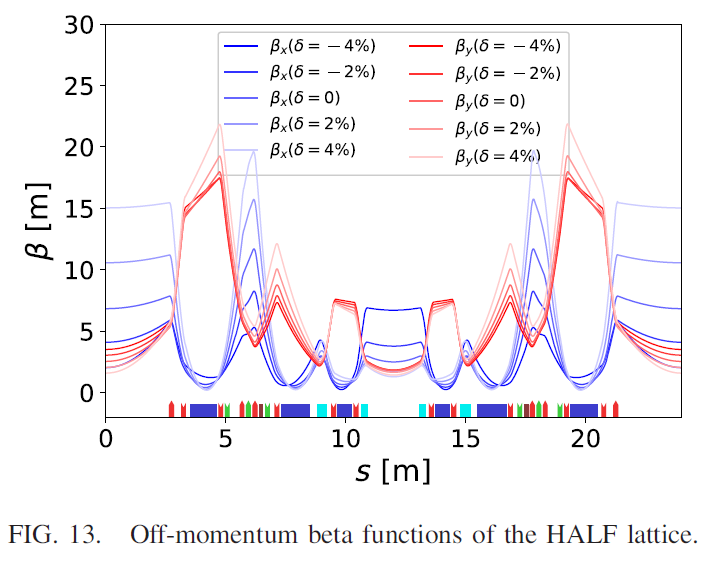 30
25
20
15
10
5
0
β [m]
βx(δ = −4%)
βx(δ = −2%)
βx(δ = 0)
βx(δ = 2%)
βx(δ = 4%)
βy(δ = −4%)
βy(δ = −2%)
βy(δ = 0)
βy(δ = 2%)
βy(δ = 4%)
0 5 10 15 20
s [m]
FIG. 13. Off-momentum beta functions of the HALF lattice.